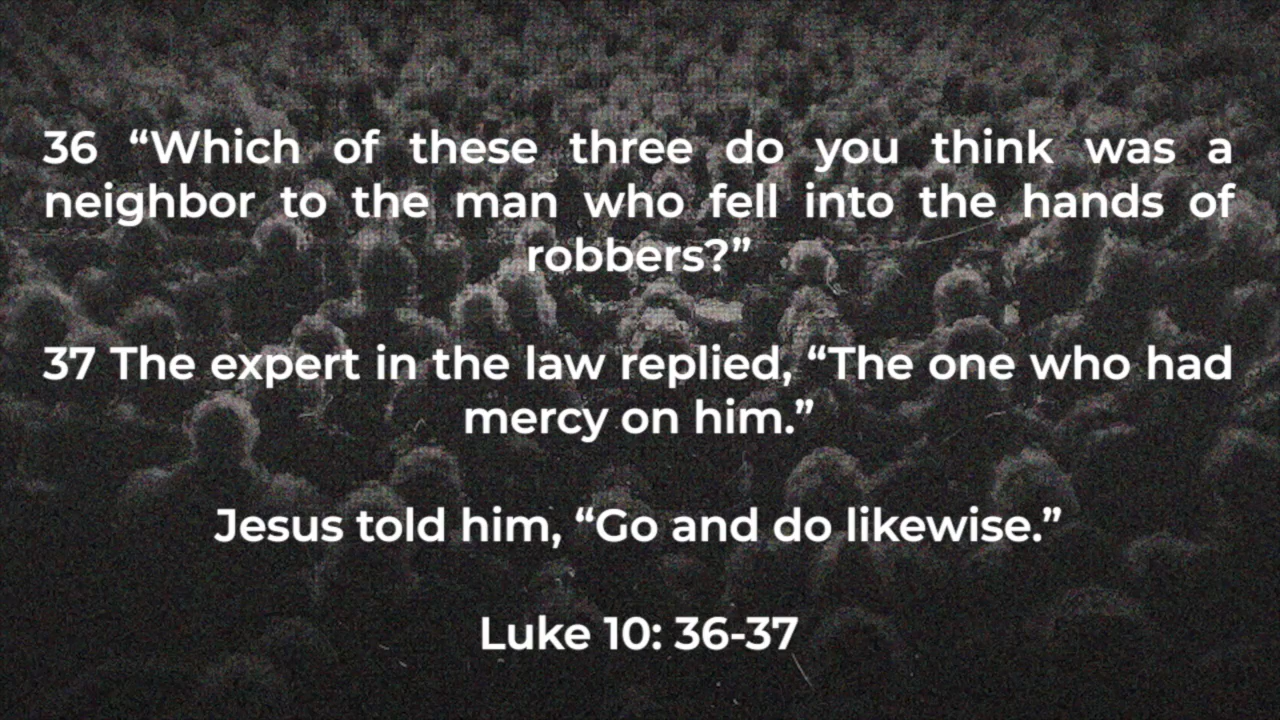 36 “Which of these three do you think was a
neighbor to the man who fell into the hands of
robbers?”
37 The expert in the law replied, “The one who had
mercy on him.”
Jesus told him, “Go and do likewise.”
Luke 10: 36-37